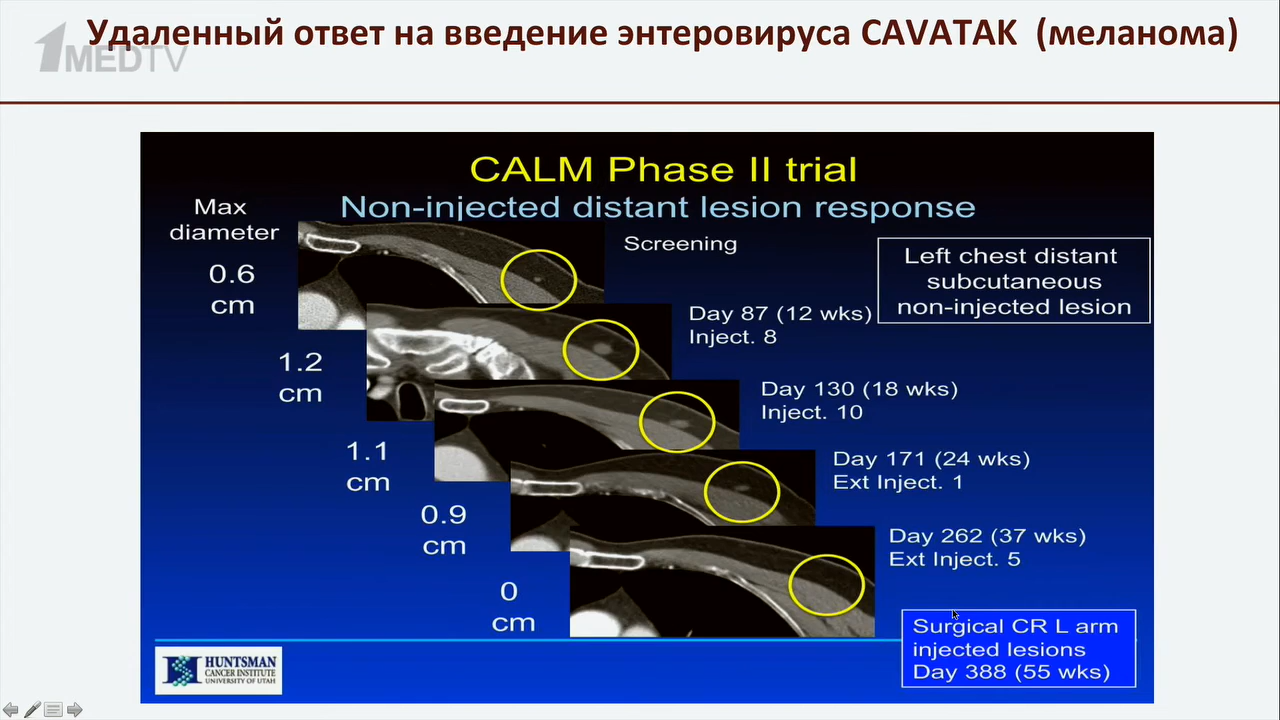 Удаленный ответ на введение энтеровируса CAVATAK (меланома)
1MEDTV
CALM Phase II trial
Non-injected distant lesion response
Max
diameter
Screening
Left chest distant
subcutaneous
non-injected lesion
0.6
cm
Day 87 (12 wks)
Inject. 8
1.2
cm
Day 130 (18 wks)
Inject. 10
1.1
cm
Day 171 (24 wks)
Ext Inject. 1
0.9
cm
Day 262 (37 wks)
Ext Inject. 5
0
cm
Surgical CR L arm
injected lesions
Day 388 (55 wks)
HUNTSMAN
CANCER INSTITUTE
UNIVERSITY OF UTAH